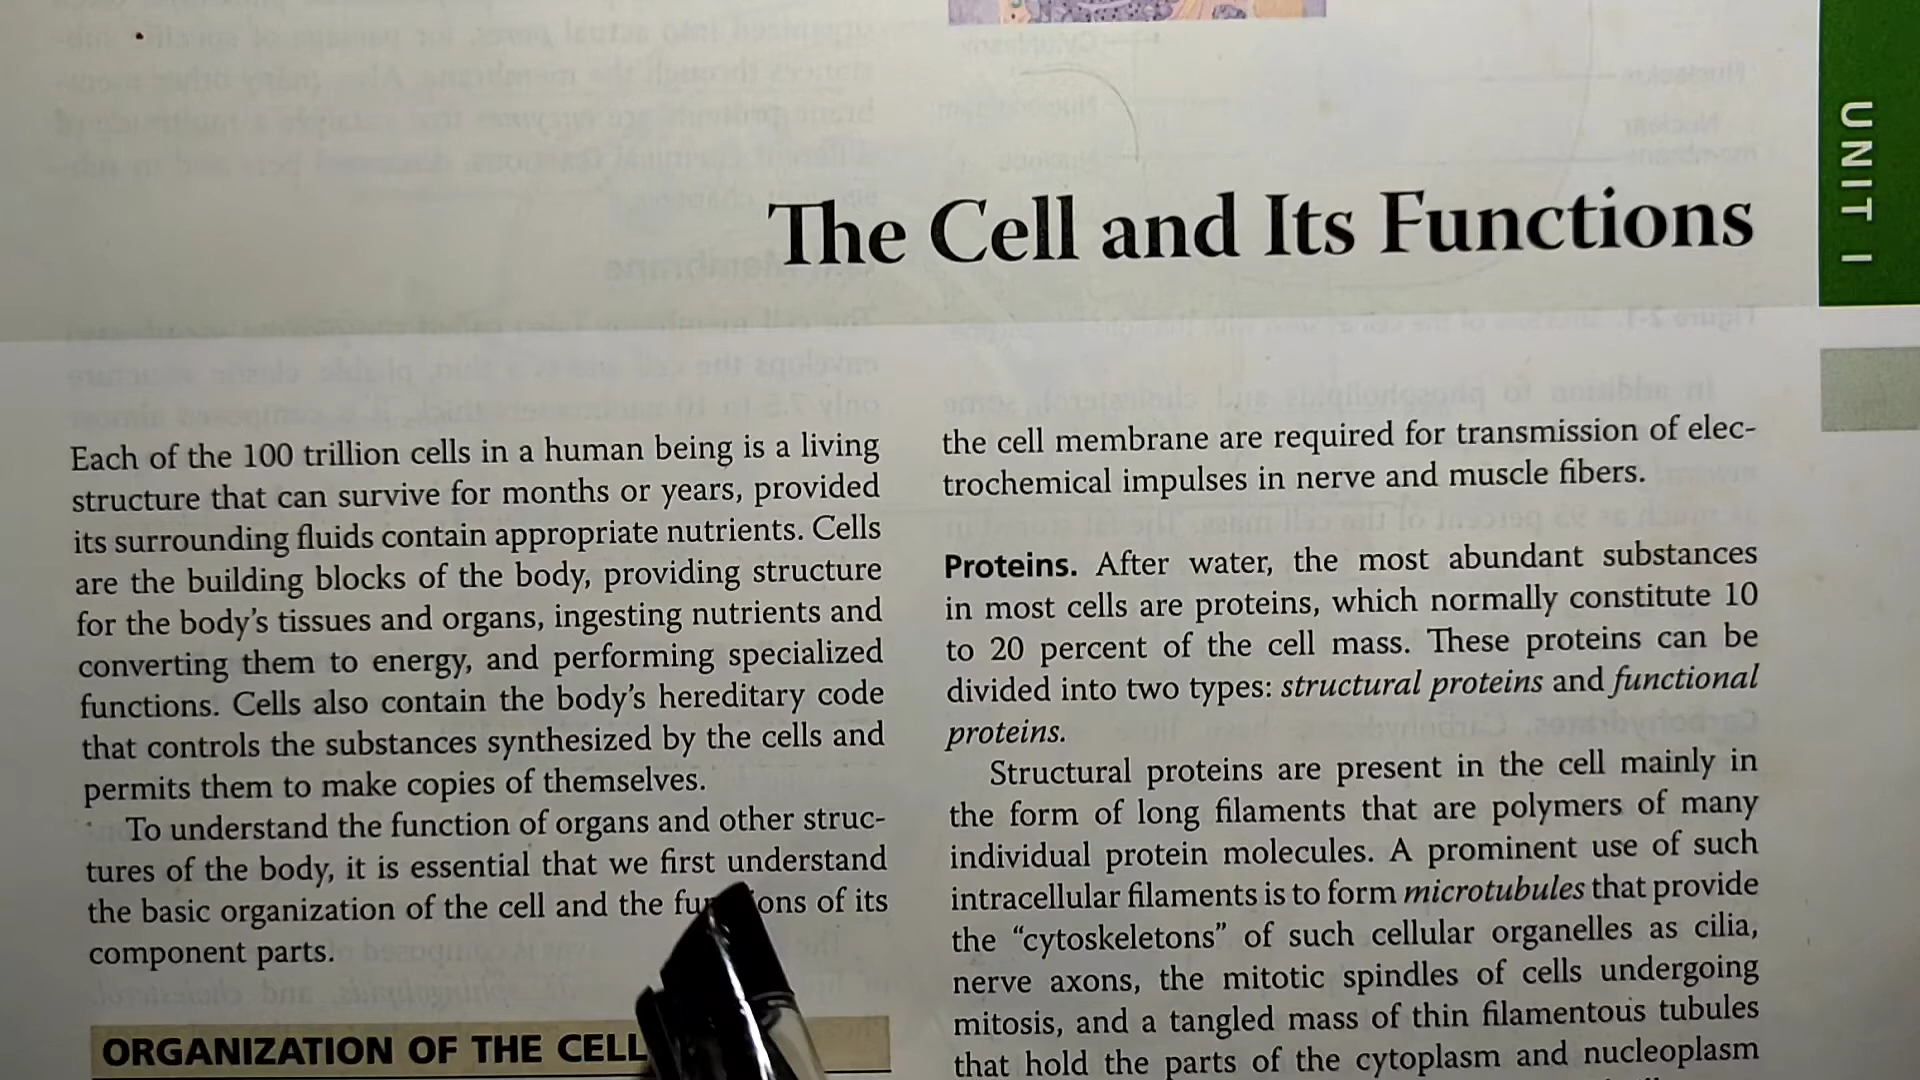 UNIT I
The Cell and Its Functions
Each of the 100 trillion cells in a human being is a living
structure that can survive for months or years, provided
its surrounding fluids contain appropriate nutrients. Cells
are the building blocks of the body, providing structure
for the body's tissues and organs, ingesting nutrients and
converting them to energy, and performing specialized
functions. Cells also contain the body's hereditary code
that controls the substances synthesized by the cells and
permits them to make copies of themselves.
To understand the function of organs and other struc-
tures of the body, it is essential that we first understand
the basic organization of the cell and the of its
component parts.
ORGANIZATION OF THE CELL
the cell membrane are required for transmission of elec-
trochemical impulses in nerve and muscle fibers.
Proteins. After water, the most abundant substances
in most cells are proteins, which normally constitute 10
to 20 percent of the cell mass. These proteins can be
divided into two types: structural proteins and functional
proteins.
Structural proteins are present in the cell mainly in
the form of long filaments that are polymers of many
individual protein molecules. A prominent use of such
intracellular filaments is to form microtubules that provide
the “cytoskeletons” of such cellular organelles as cilia,
nerve axons, the mitotic spindles of cells undergoing
mitosis, and a tangled mass of thin filamentous tubules
that hold the parts of the cytoplasm and nucleoplasm